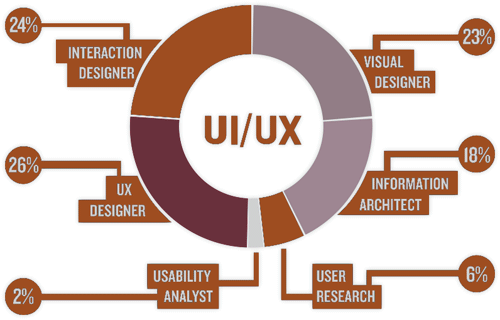 24%
INTERACTION
DESIGNER
23%
VISUAL
DESIGNER
UI/UX
26%
UX
DESIGNER
18%
INFORMATION
ARCHITECT
2%
USABILITY
ANALYST
USER
RESEARCH
6%